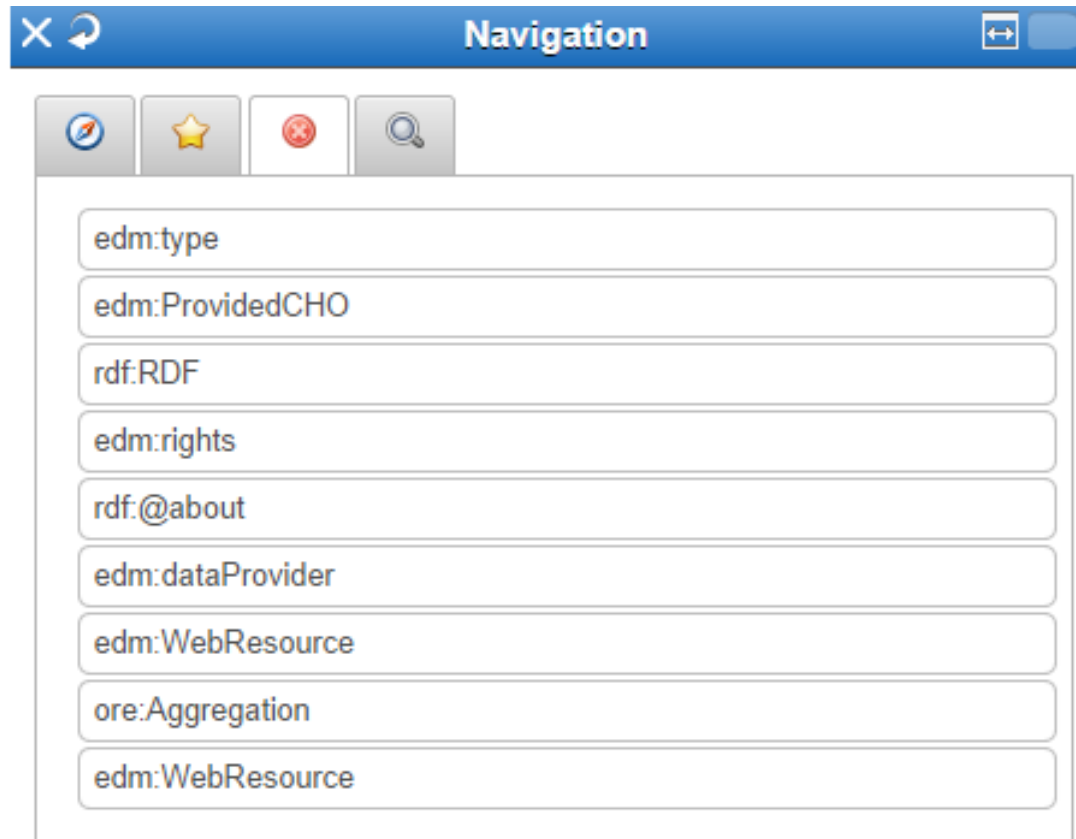 Navigation
edm:type
edm:ProvidedCHO
rdf:RDF
edm:rights
rdf:@about
edm:dataProvider
edm:WebResource
ore:Aggregation
edm:WebResource